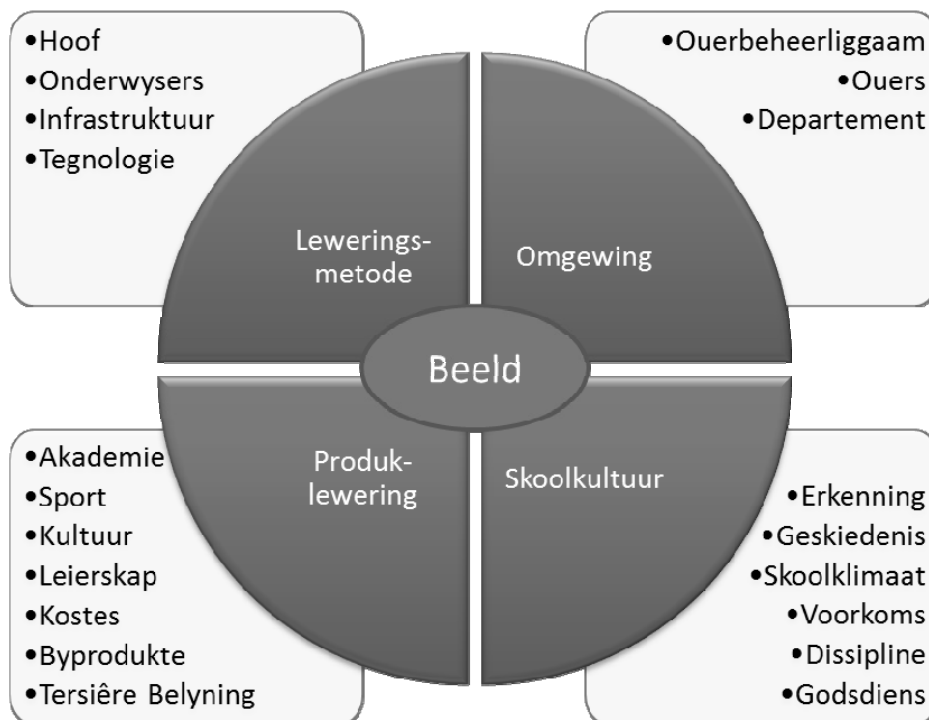 •Hoof
•Onderwysers
•Infrastruktuur
•Tegnologie
•Ouerbeheerliggaam
•Ouers
•Departement
Lewerings-
metode
Omgewing
Beeld
Produk-
lewering
Skoolkultuur
•Akademie
•Sport
•Kultuur
•Leierskap
•Kostes
•Byprodukte
•Tersiêre Belyning
•Erkenning
•Geskiedenis
•Skoolklimaat
•Voorkoms
•Dissipline
•Godsdiens